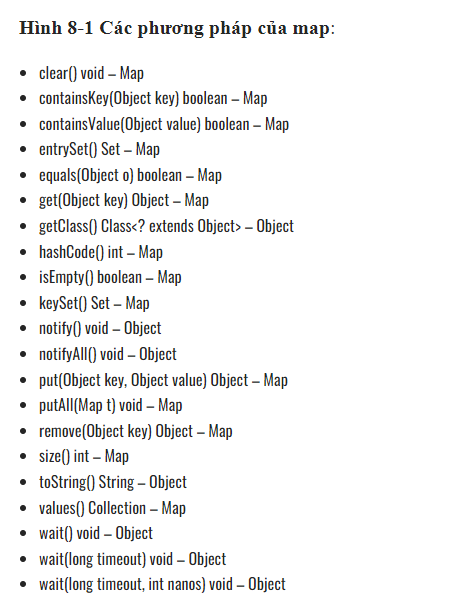 Hình 8-1 Các phương pháp của map:
• clear() void – Map
• containsKey(Object key) boolean – Map
• containsValue(Object value) boolean – Map
• entrySet() Set – Map
• equals(Object o) boolean – Map
• get(Object key) Object – Map
• getClass() Class<? extends Object> – Object
• hashCode() int – Map
• isEmpty() boolean – Map
• keySet() Set – Map
• notify() void – Object
• notifyAll() void – Object
• put(Object key, Object value) Object – Map
• putAll(Map t) void – Map
• remove(Object key) Object – Map
• size() int – Map
• toString() String – Object
• values() Collection – Map
• wait() void – Object
• wait(long timeout) void – Object
• wait(long timeout, int nanos) void – Object